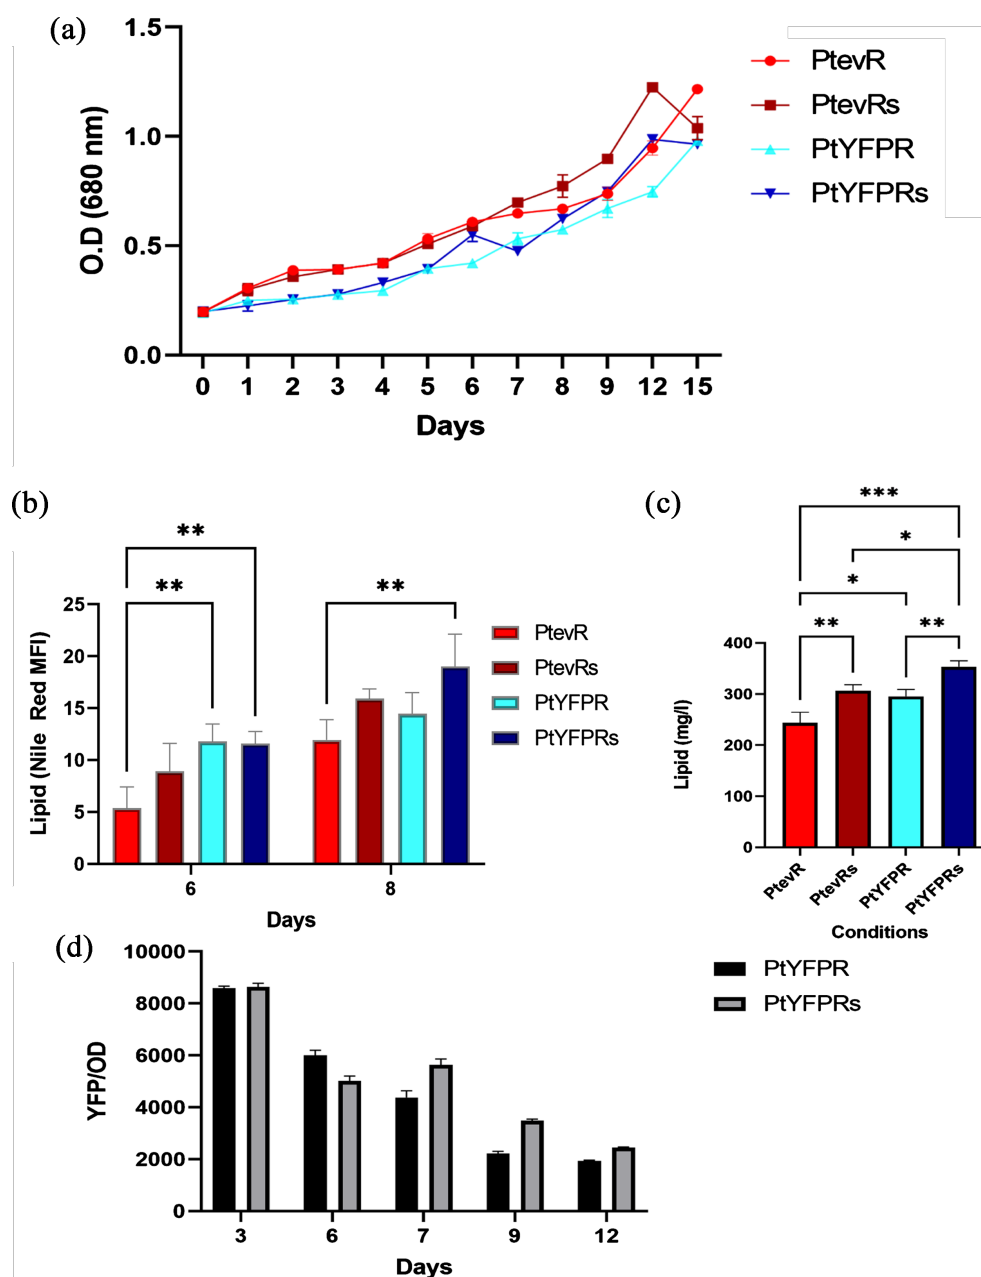 (a)
1.5
1.0
0.5
0.0
O.D (680 nm)
0 1 2 3 4 5 6 7 8 9 12 15
Days
PtevR
PtevRs
PtYFPR
PtYFPRs
(b)
**
**
**
25
20
15
10
5
0
Lipid (Nile Red MFI)
6 8
Days
PtevR
PtevRs
PtYFPR
PtYFPRs
(c)
***
*
*
** **
400
300
200
100
0
Lipid (mg/l)
PtevR PtevRs PtYFPR PtYFPRs
Conditions
(d)
10000
8000
6000
4000
2000
0
YFP/OD
3 6 7 9 12
Days
PtYFPR
PtYFPRs